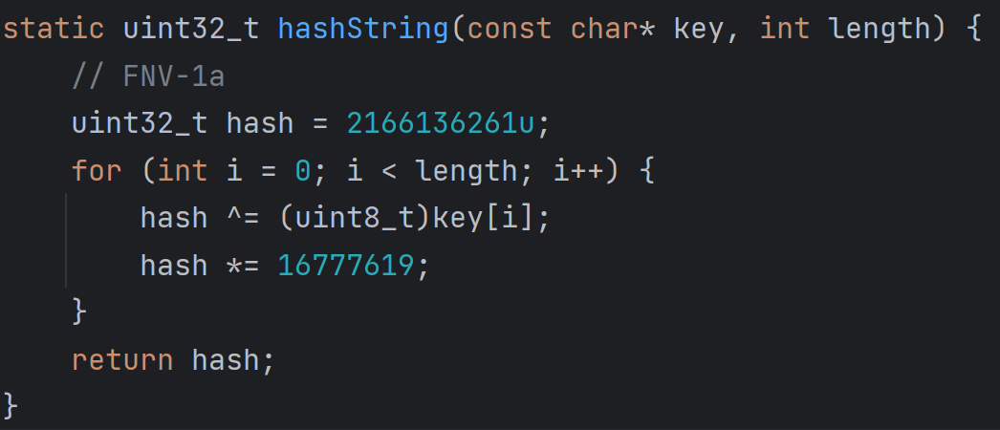 static uint32_t hashString(const char* key, int length) {
    // FNV-1a
    uint32_t hash = 2166136261u;
    for (int i = 0; i < length; i++) {
        hash ^= (uint8_t)key[i];
        hash *= 16777619;
    }
    return hash;
}